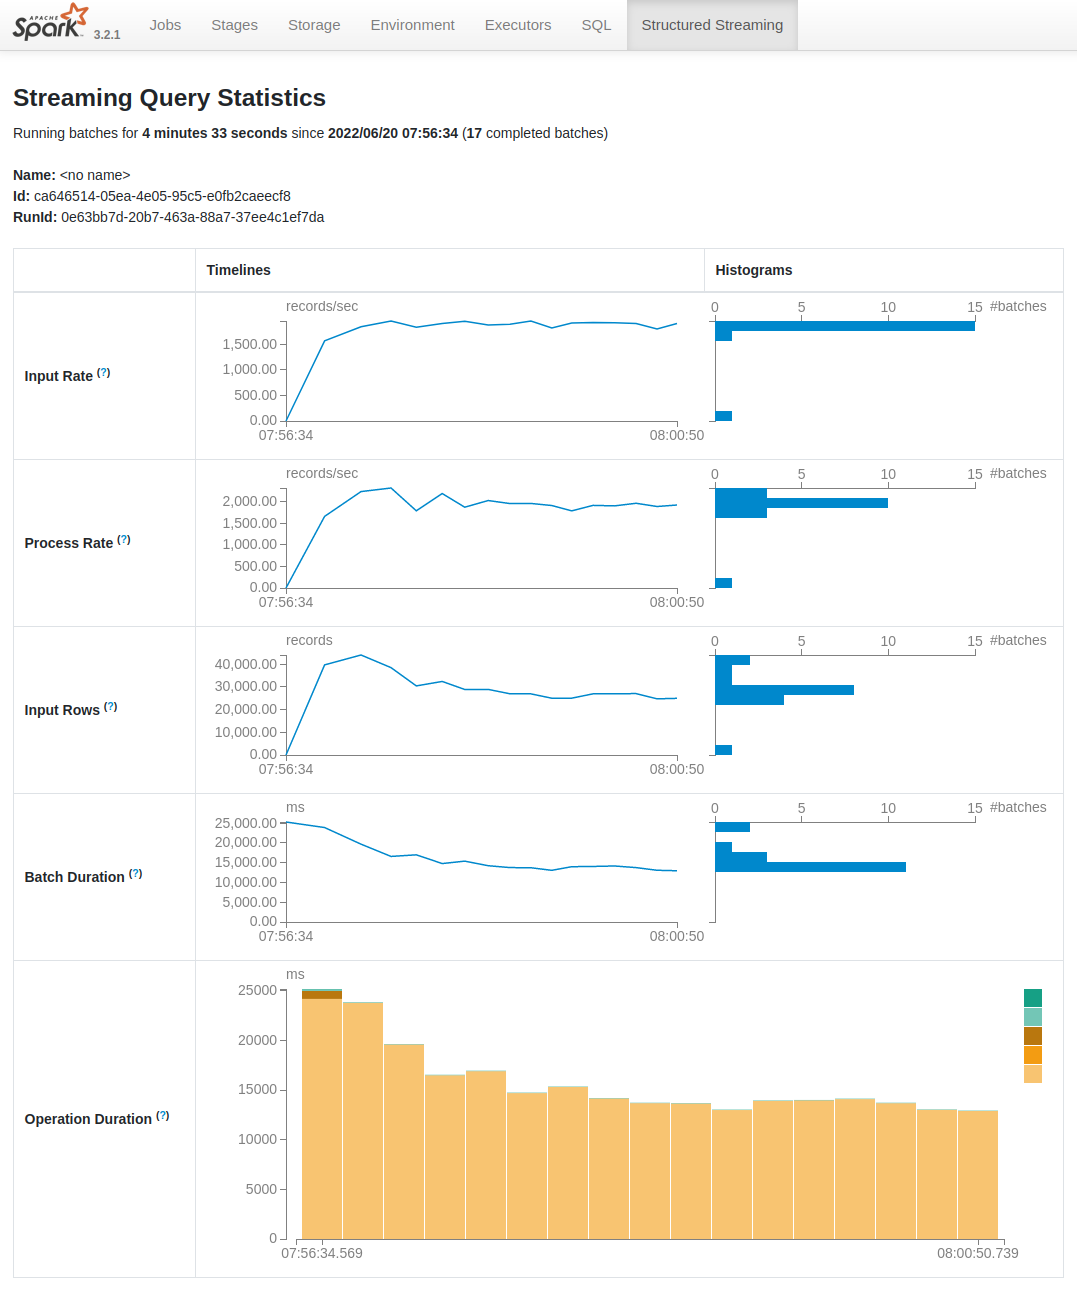 APACHE
Spark 3.2.1 Jobs Stages Storage Environment Executors SQL Structured Streaming
Streaming Query Statistics
Running batches for 4 minutes 33 seconds since 2022/06/20 07:56:34 (17 completed batches)
Name: <no name>
Id: ca646514-05ea-4e05-95c5-e0fb2caeecf8
RunId: 0e63bb7d-20b7-463a-88a7-37ee4c1ef7da
Timelines Histograms
records/sec 0 5 10 15 #batches
1,500.00
1,000.00
Input Rate (?)
500.00
0.00
07:56:34 08:00:50
records/sec 0 5 10 15 #batches
2,000.00
1,500.00
1,000.00
Process Rate (?)
500.00
0.00
07:56:34 08:00:50
records 0 5 10 15 #batches
40,000.00
30,000.00
20,000.00
Input Rows (?)
10,000.00
0.00
07:56:34 08:00:50
ms 0 5 10 15 #batches
25,000.00
20,000.00
15,000.00
Batch Duration (?)
10,000.00
5,000.00
0.00
07:56:34 08:00:50
ms
25000
20000
15000
Operation Duration (?)
10000
5000
0
07:56:34.569 08:00:50.739